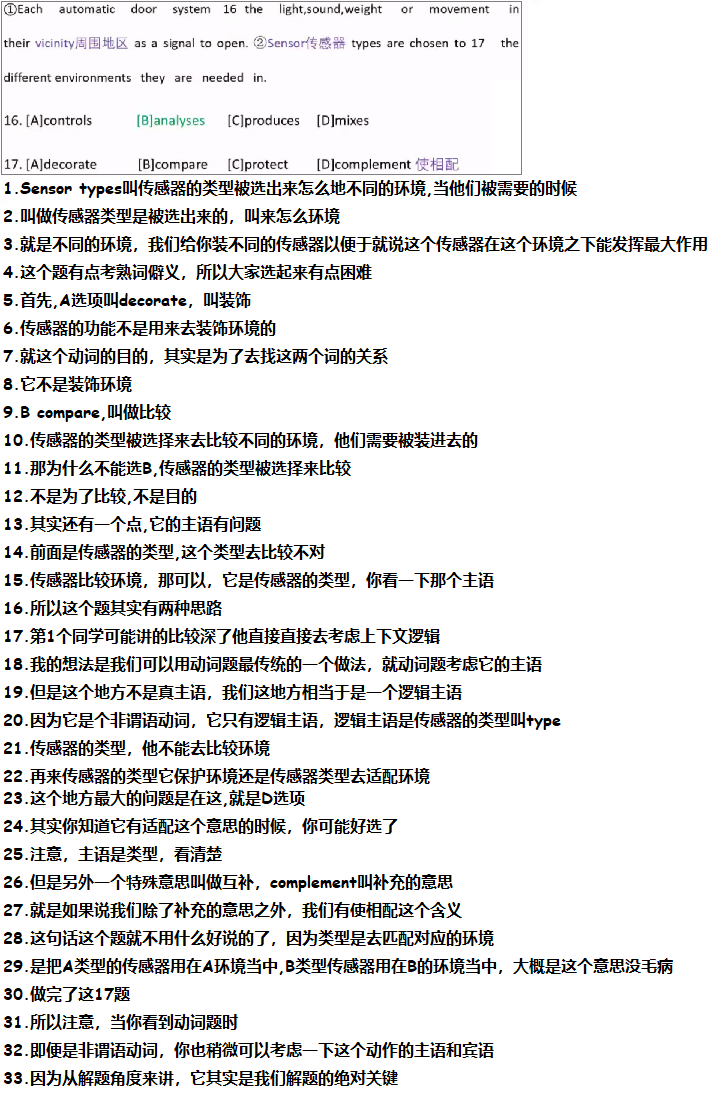 ①Each automatic door system 16 the light,sound,weight or movement in
their vicinity周围地区 as a signal to open. ②Sensor传感器 types are chosen to 17 the
different environments they are needed in.
16. [A]controls [B]analyses [C]produces [D]mixes
17. [A]decorate [B]compare [C]protect [D]complement 使相配
1.Sensor types叫传感器的类型被选出来怎么地不同的环境,当他们被需要的时候
2.叫做传感器类型是被选出来的，叫来怎么环境
3.就是不同的环境，我们给你装不同的传感器以便于就说这个传感器在这个环境之下能发挥最大作用
4.这个题有点考熟词僻义，所以大家选起来有点困难
5.首先,A选项叫decorate，叫装饰
6.传感器的功能不是用来去装饰环境的
7.就这个动词的目的，其实是为了去找这两个词的关系
8.它不是装饰环境
9.B compare,叫做比较
10.传感器的类型被选择来去比较不同的环境，他们需要被装进去的
11.那为什么不能选B,传感器的类型被选择来比较
12.不是为了比较,不是目的
13.其实还有一个点,它的主语有问题
14.前面是传感器的类型,这个类型去比较不对
15.传感器比较环境，那可以，它是传感器的类型，你看一下那个主语
16.所以这个题其实有两种思路
17.第1个同学可能讲的比较深了他直接直接去考虑上下文逻辑
18.我的想法是我们可以用动词题最传统的一个做法，就动词题考虑它的主语
19.但是这个地方不是真主语，我们这地方相当于是一个逻辑主语
20.因为它是个非谓语动词，它只有逻辑主语，逻辑主语是传感器的类型叫type
21.传感器的类型，他不能去比较环境
22.再来传感器的类型它保护环境还是传感器类型去适配环境
23.这个地方最大的问题是在这,就是D选项
24.其实你知道它有适配这个意思的时候，你可能好选了
25.注意，主语是类型，看清楚
26.但是另外一个特殊意思叫做互补，complement叫补充的意思
27.就是如果说我们除了补充的意思之外，我们有使相配这个含义
28.这句话这个题就不用什么好说的了，因为类型是去匹配对应的环境
29.是把A类型的传感器用在A环境当中,B类型传感器用在B的环境当中，大概是这个意思没毛病
30.做完了这17题
31.所以注意，当你看到动词题时
32.即便是非谓语动词，你也稍微可以考虑一下这个动作的主语和宾语
33.因为从解题角度来讲，它其实是我们解题的绝对关键